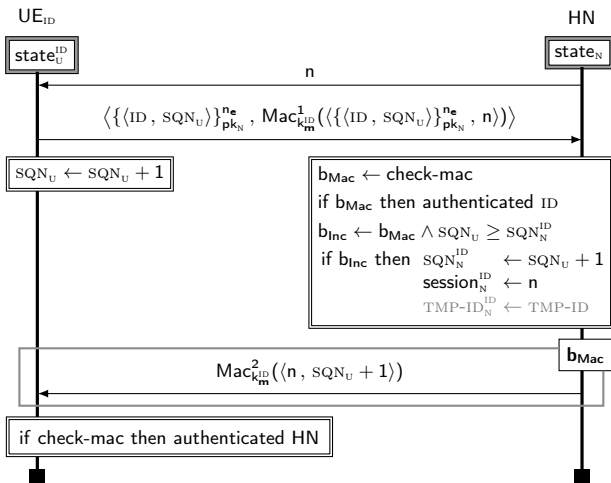 UE_ID HN
state_U^ID state_N
n
⟨{⟨ID , SQN_U⟩}_{pk_N}^{n_e} , Mac^1_{k_m^ID}(⟨{⟨ID , SQN_U⟩}_{pk_N}^{n_e} , n⟩)⟩
SQN_U ← SQN_U + 1
b_Mac ← check-mac
if b_Mac then authenticated ID
b_Inc ← b_Mac ∧ SQN_U ≥ SQN_N^ID
if b_Inc then SQN_N^ID ← SQN_U + 1
session_N^ID ← n
TMP-ID_N^ID ← TMP-ID
b_Mac
Mac^2_{k_m^ID}(⟨n , SQN_U + 1⟩)
if check-mac then authenticated HN